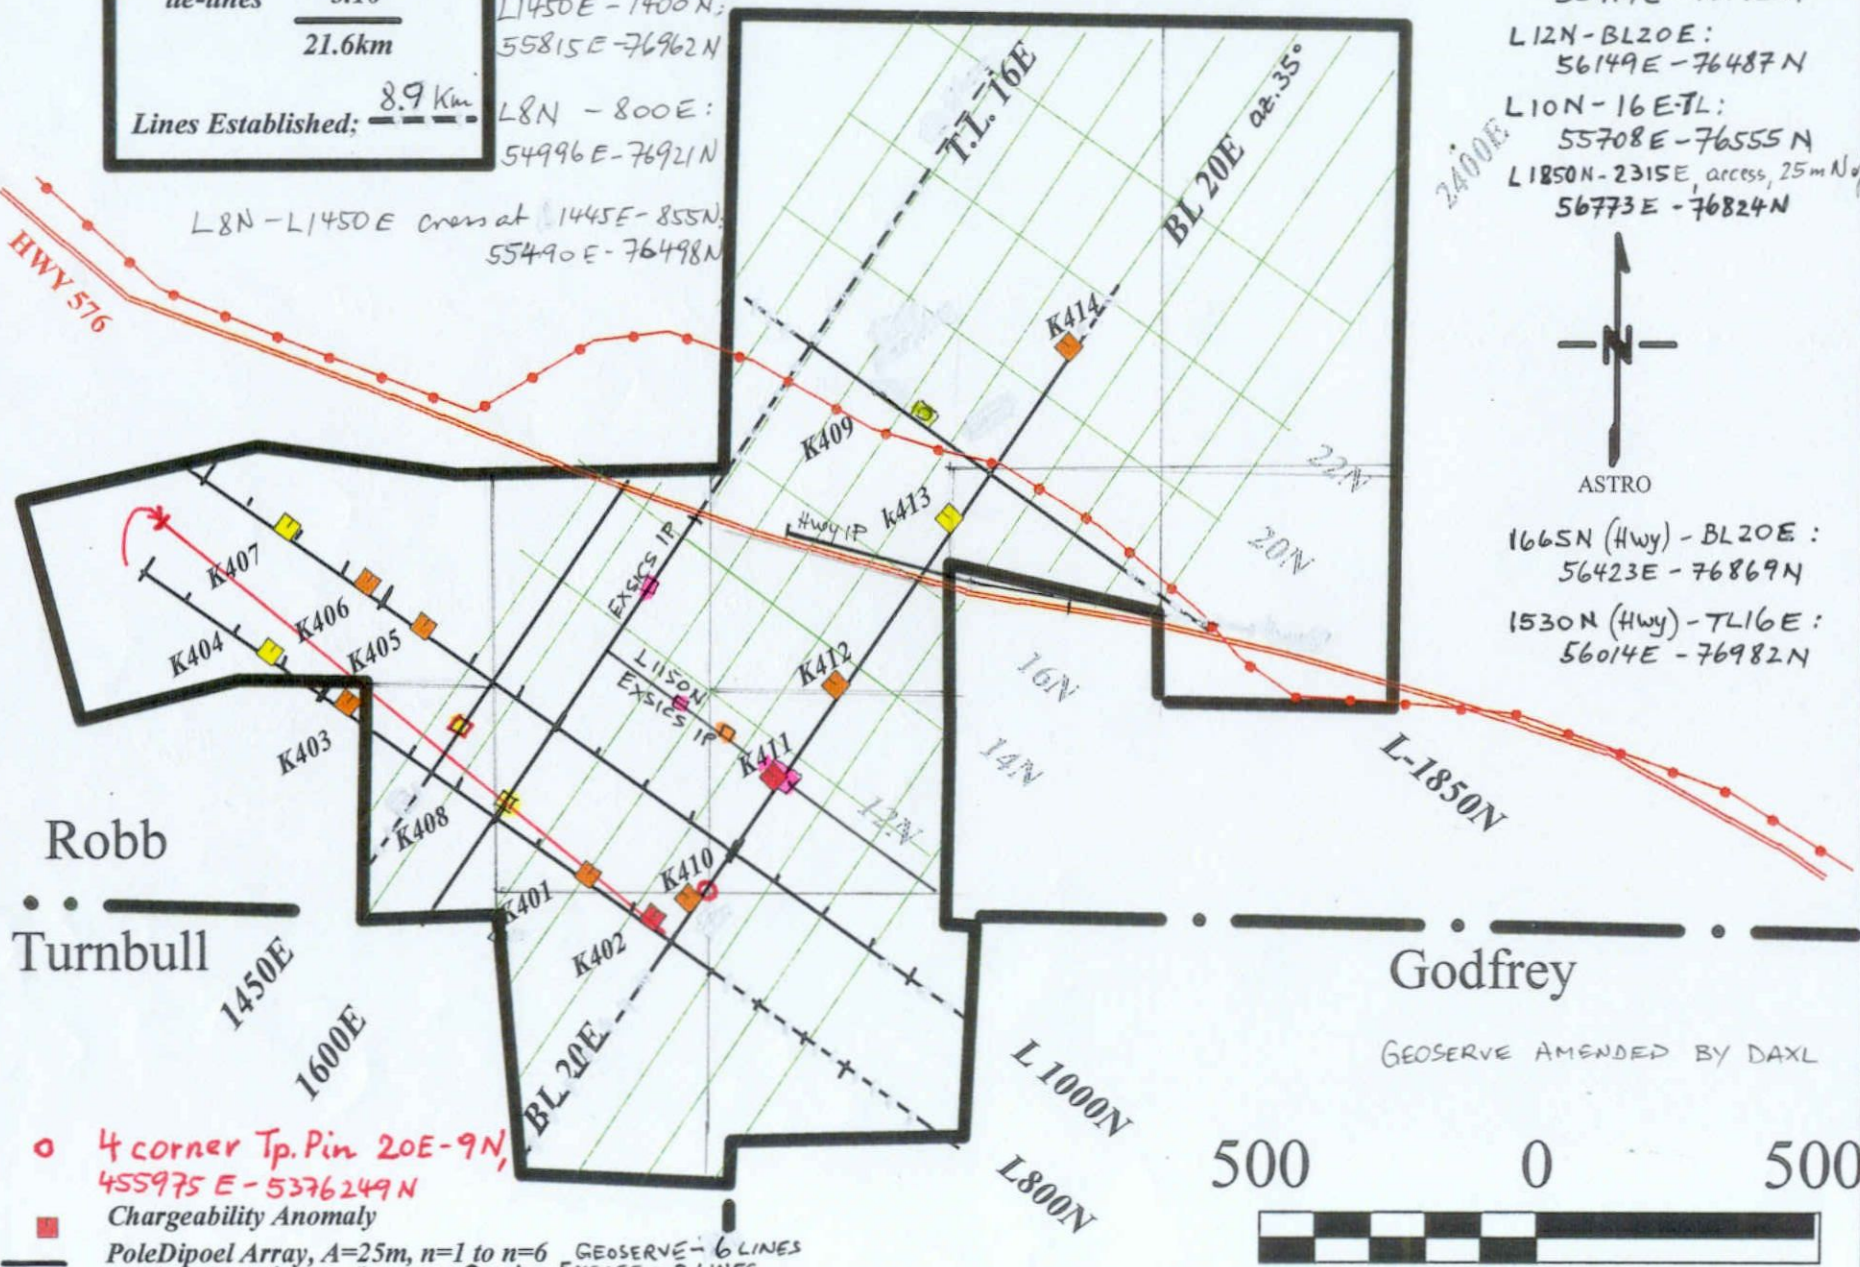 21.6km
Lines Established; 8.9 Km
L1450E - 1400N:
55815E-76962N
L8N - 800E:
54996E-76921N
L8N-L1450E cross at 1445E-855N:
55490E-76498N
T.L. 16E
BL 20E az.35°
2400E
L12N-BL20E:
56149E-76487N
L10N-16E-TL:
55708E-76555N
L1850N-2315E, access, 25m N
56773E-76824N
N
ASTRO
1665N (Hwy)-BL20E:
56423E-76869N
1530N (Hwy)-TL16E:
56014E-76982N
HWY 576
K414
K409
k413
Hwy IP
EXSICS IP
22N
20N
K407
K406
K405
K404
K403
L1150N
EXSICS IP
K412
K411
16N
14N
12N
L-1850N
K408
K410
K401
K402
Robb
Turnbull
Godfrey
1450E
1600E
BL 20E
L 1000N
L800N
GEOSERVE AMENDED BY DAXL
4 corner Tp. Pin 20E-9N,
455975 E-5376249N
Chargeability Anomaly
PoleDipoel Array, A=25m, n=1 to n=6 GEOSERVE-6 LINES
500 0 500